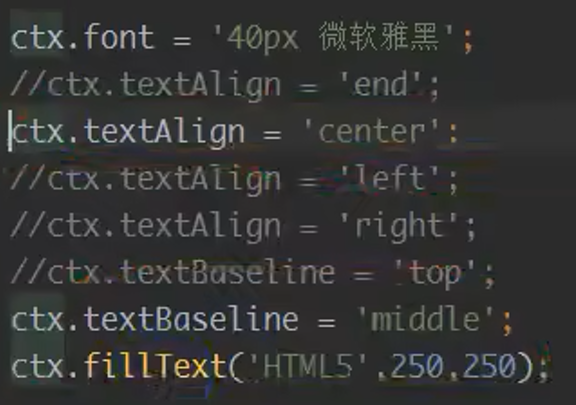 ctx.font = '40px 微软雅黑';
//ctx.textAlign = 'end';
ctx.textAlign = 'center';
//ctx.textAlign = 'left';
//ctx.textAlign = 'right';
//ctx.textBaseline = 'top';
ctx.textBaseline = 'middle';
ctx.fillText('HTML5',250,250);